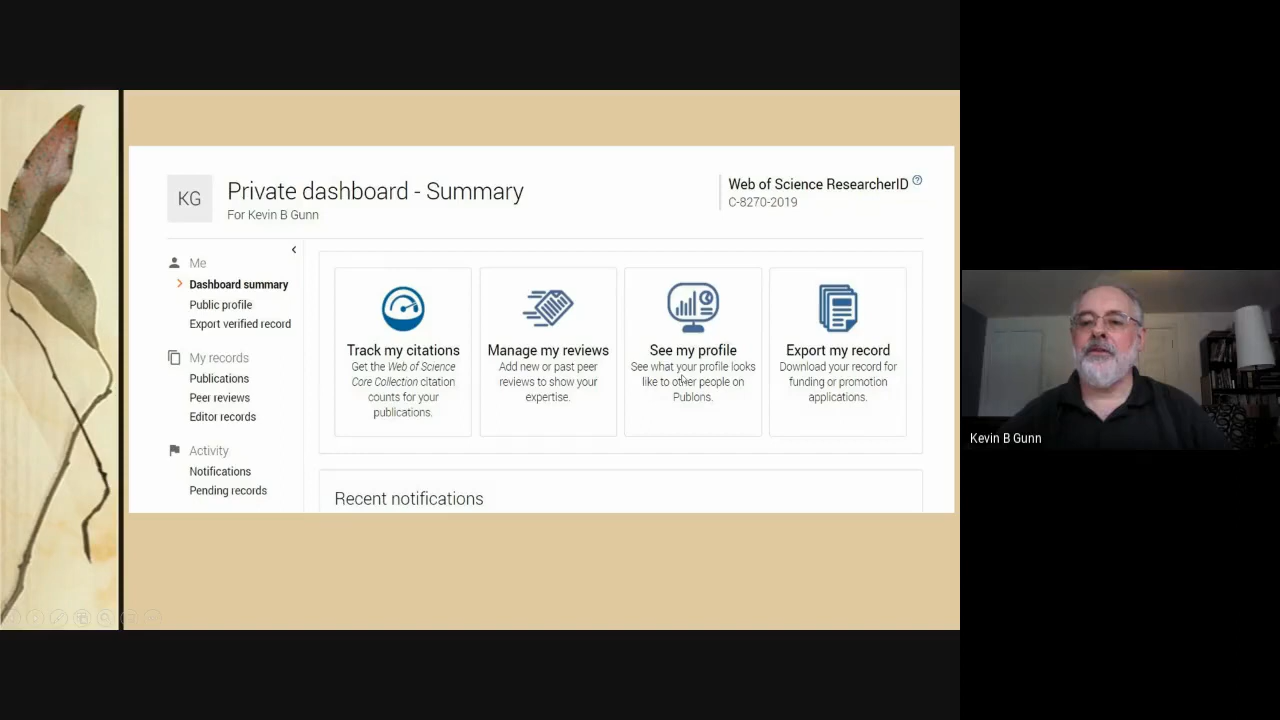 KG
Private dashboard - Summary
For Kevin B Gunn
Web of Science ResearcherID
C-8270-2019
Me
Dashboard summary
Public profile
Export verified record
My records
Publications
Peer reviews
Editor records
Activity
Notifications
Pending records
Track my citations
Get the Web of Science
Core Collection citation
counts for your
publications.
Manage my reviews
Add new or past peer
reviews to show your
expertise.
See my profile
See what your profile looks
like to other people on
Publons.
Export my record
Download your record for
funding or promotion
applications.
Recent notifications
Kevin B Gunn